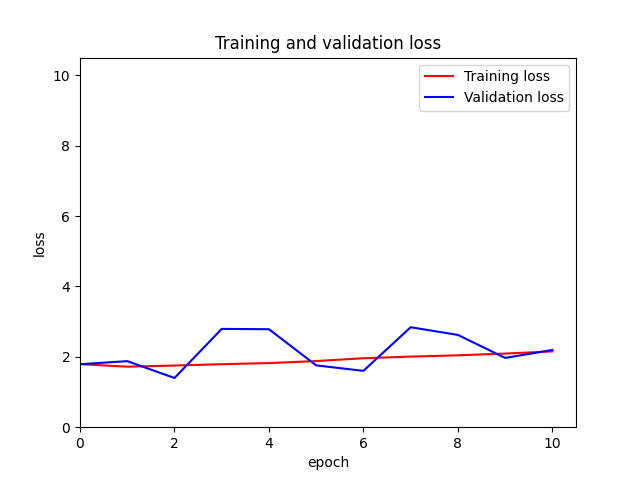 Training and validation loss
Training loss
Validation loss
10
8
6
4
2
0
loss
0 2 4 6 8 10
epoch